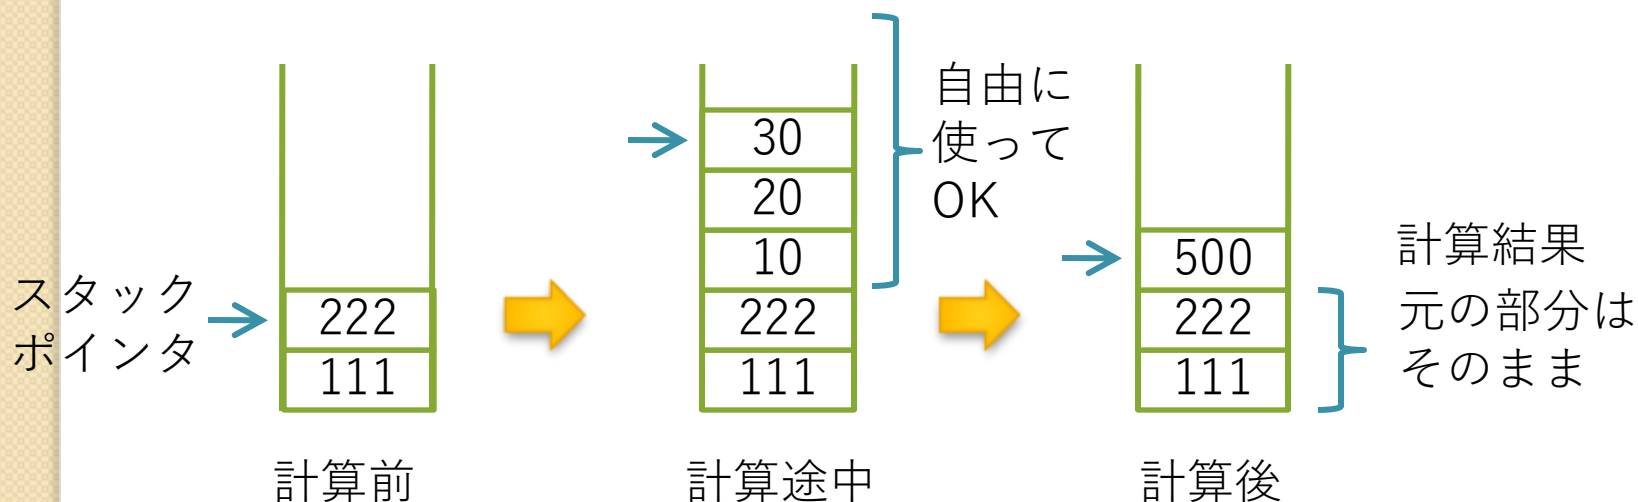 スタック
ポインタ
222
111
計算前
30
20
10
222
111
計算途中
自由に
使って
OK
500
222
111
計算後
計算結果
元の部分は
そのまま